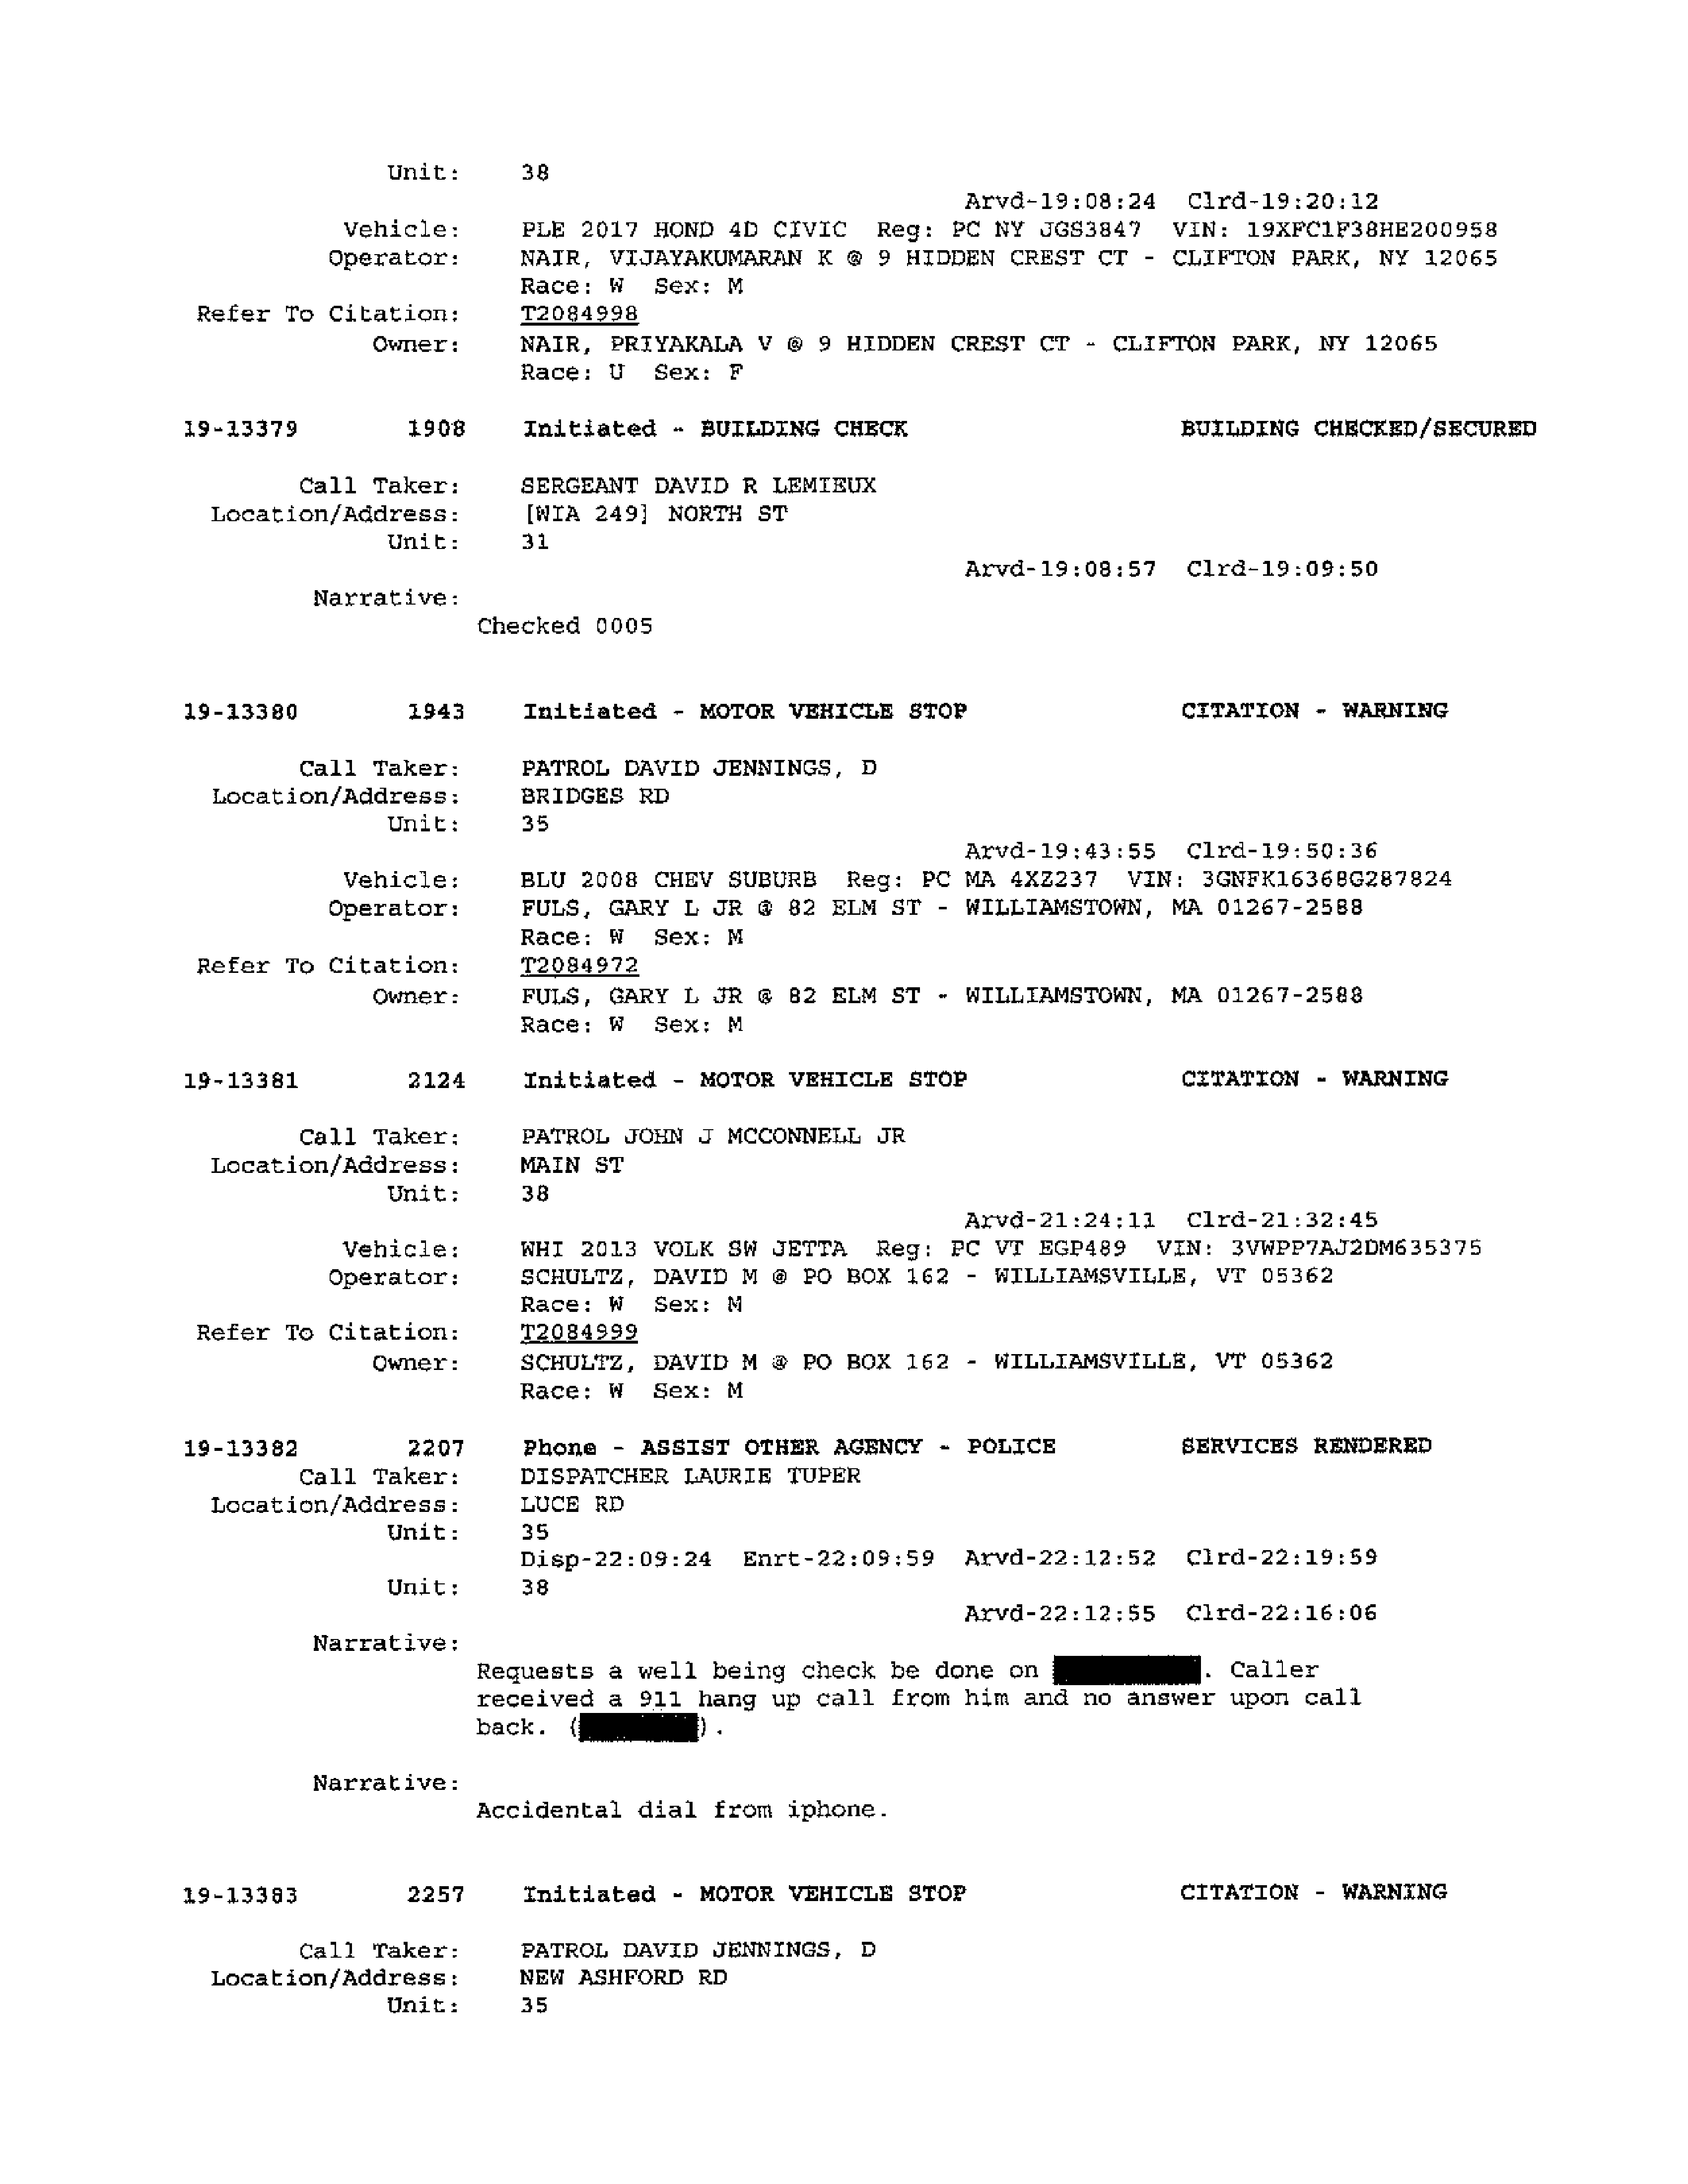 Unit: 38
Arvd-19:08:24 Clrd-19:20:12
Vehicle: PLE 2017 HOND 4D CIVIC Reg: PC NY JGS3847 VIN: 19XFC1F38HE200958
Operator: NAIR, VIJAYAKUMARAN K @ 9 HIDDEN CREST CT - CLIFTON PARK, NY 12065
Race: W Sex: M
Refer To Citation: T2084998
Owner: NAIR, PRIYAKALA V @ 9 HIDDEN CREST CT - CLIFTON PARK, NY 12065
Race: U Sex: F
19-13379 1908 Initiated - BUILDING CHECK BUILDING CHECKED/SECURED
Call Taker: SERGEANT DAVID R LEMIEUX
Location/Address: [WIA 249] NORTH ST
Unit: 31
Arvd-19:08:57 Clrd-19:09:50
Narrative:
Checked 0005
19-13380 1943 Initiated - MOTOR VEHICLE STOP CITATION - WARNING
Call Taker: PATROL DAVID JENNINGS, D
Location/Address: BRIDGES RD
Unit: 35
Arvd-19:43:55 Clrd-19:50:36
Vehicle: BLU 2008 CHEV SUBURB Reg: PC MA 4XZ237 VIN: 3GNFK16368G287824
Operator: FULS, GARY L JR @ 82 ELM ST - WILLIAMSTOWN, MA 01267-2588
Race: W Sex: M
Refer To Citation: T2084972
Owner: FULS, GARY L JR @ 82 ELM ST - WILLIAMSTOWN, MA 01267-2588
Race: W Sex: M
19-13381 2124 Initiated - MOTOR VEHICLE STOP CITATION - WARNING
Call Taker: PATROL JOHN J MCCONNELL JR
Location/Address: MAIN ST
Unit: 38
Arvd-21:24:11 Clrd-21:32:45
Vehicle: WHI 2013 VOLK SW JETTA Reg: PC VT EGP489 VIN: 3VWPP7AJ2DM635375
Operator: SCHULTZ, DAVID M @ PO BOX 162 - WILLIAMSVILLE, VT 05362
Race: W Sex: M
Refer To Citation: T2084999
Owner: SCHULTZ, DAVID M @ PO BOX 162 - WILLIAMSVILLE, VT 05362
Race: W Sex: M
19-13382 2207 Phone - ASSIST OTHER AGENCY - POLICE SERVICES RENDERED
Call Taker: DISPATCHER LAURIE TUPER
Location/Address: LUCE RD
Unit: 35
Disp-22:09:24 Enrt-22:09:59 Arvd-22:12:52 Clrd-22:19:59
Unit: 38
Arvd-22:12:55 Clrd-22:16:06
Narrative:
Requests a well being check be done on . Caller
received a 911 hang up call from him and no answer upon call
back. ( ).
Narrative:
Accidental dial from iphone.
19-13383 2257 Initiated - MOTOR VEHICLE STOP CITATION - WARNING
Call Taker: PATROL DAVID JENNINGS, D
Location/Address: NEW ASHFORD RD
Unit: 35